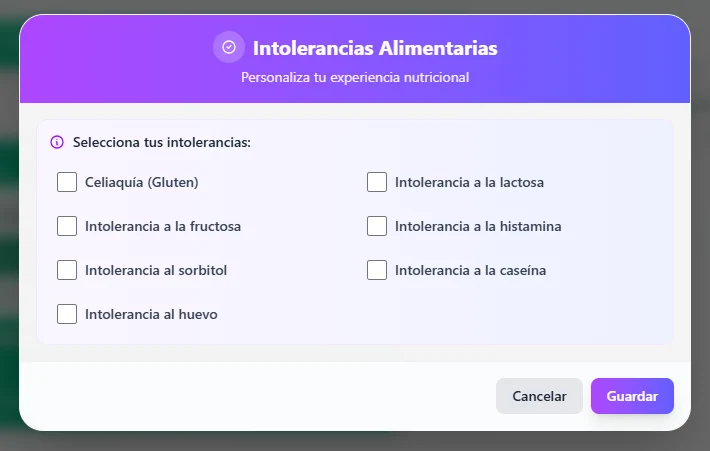 Intolerancias Alimentarias
Personaliza tu experiencia nutricional
Selecciona tus intolerancias:
Celiaquía (Gluten)
Intolerancia a la lactosa
Intolerancia a la fructosa
Intolerancia a la histamina
Intolerancia al sorbitol
Intolerancia a la caseína
Intolerancia al huevo
Cancelar
Guardar